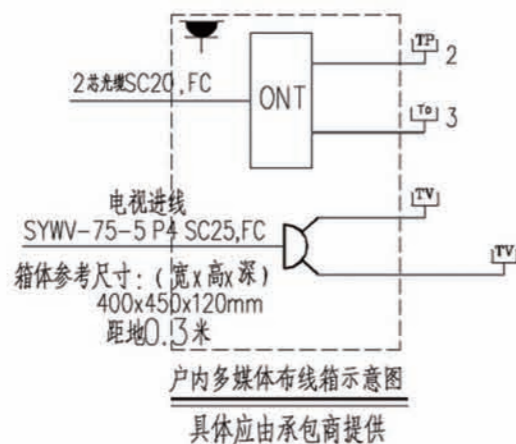 TP
2
2芯光缆SC20,FC
ONT
To
3
电视进线
TV
SYWV-75-5 P4 SC25,FC
TV
箱体参考尺寸:(宽x高x深)
400x450x120mm
距地0.3米
户内多媒体布线箱示意图
具体应由承包商提供